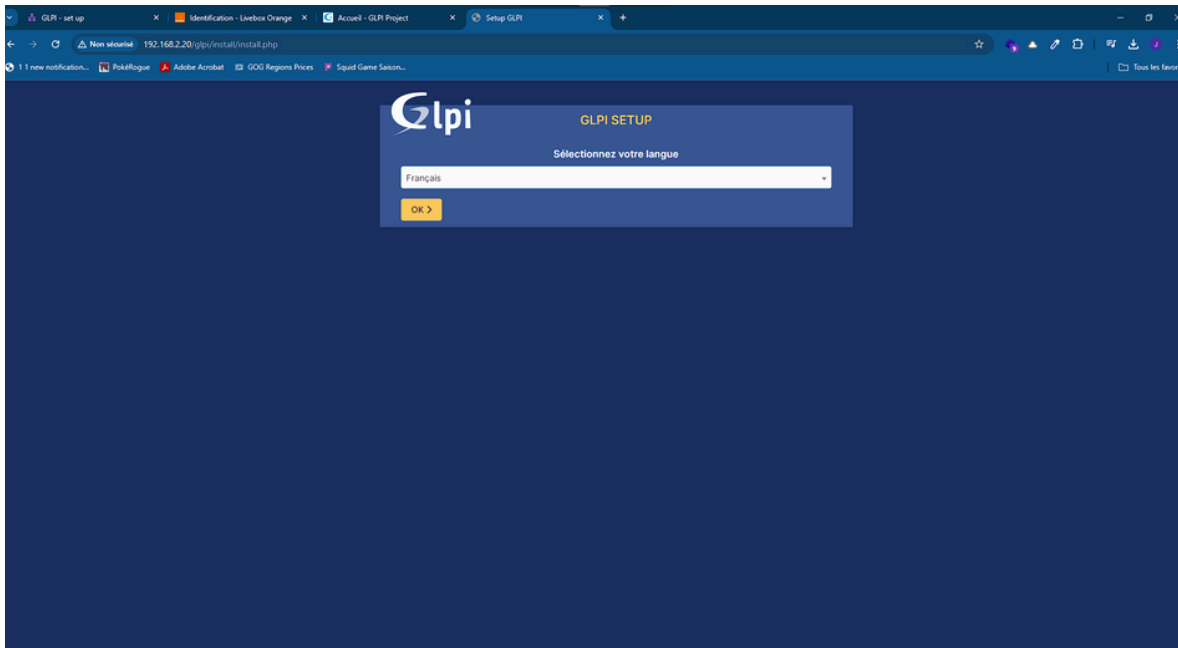 GLPI - set up
Identification - Livebox Orange
Accueil - GLPI Project
Setup GLPI
Non sécurisé 192.168.2.20/glpi/install/install.php
1 1 new notification...
PokéRogue
Adobe Acrobat
GOG Regions Prices
Squid Game Saison...
Tous les favor
Glpi
GLPI SETUP
Sélectionnez votre langue
Français
OK